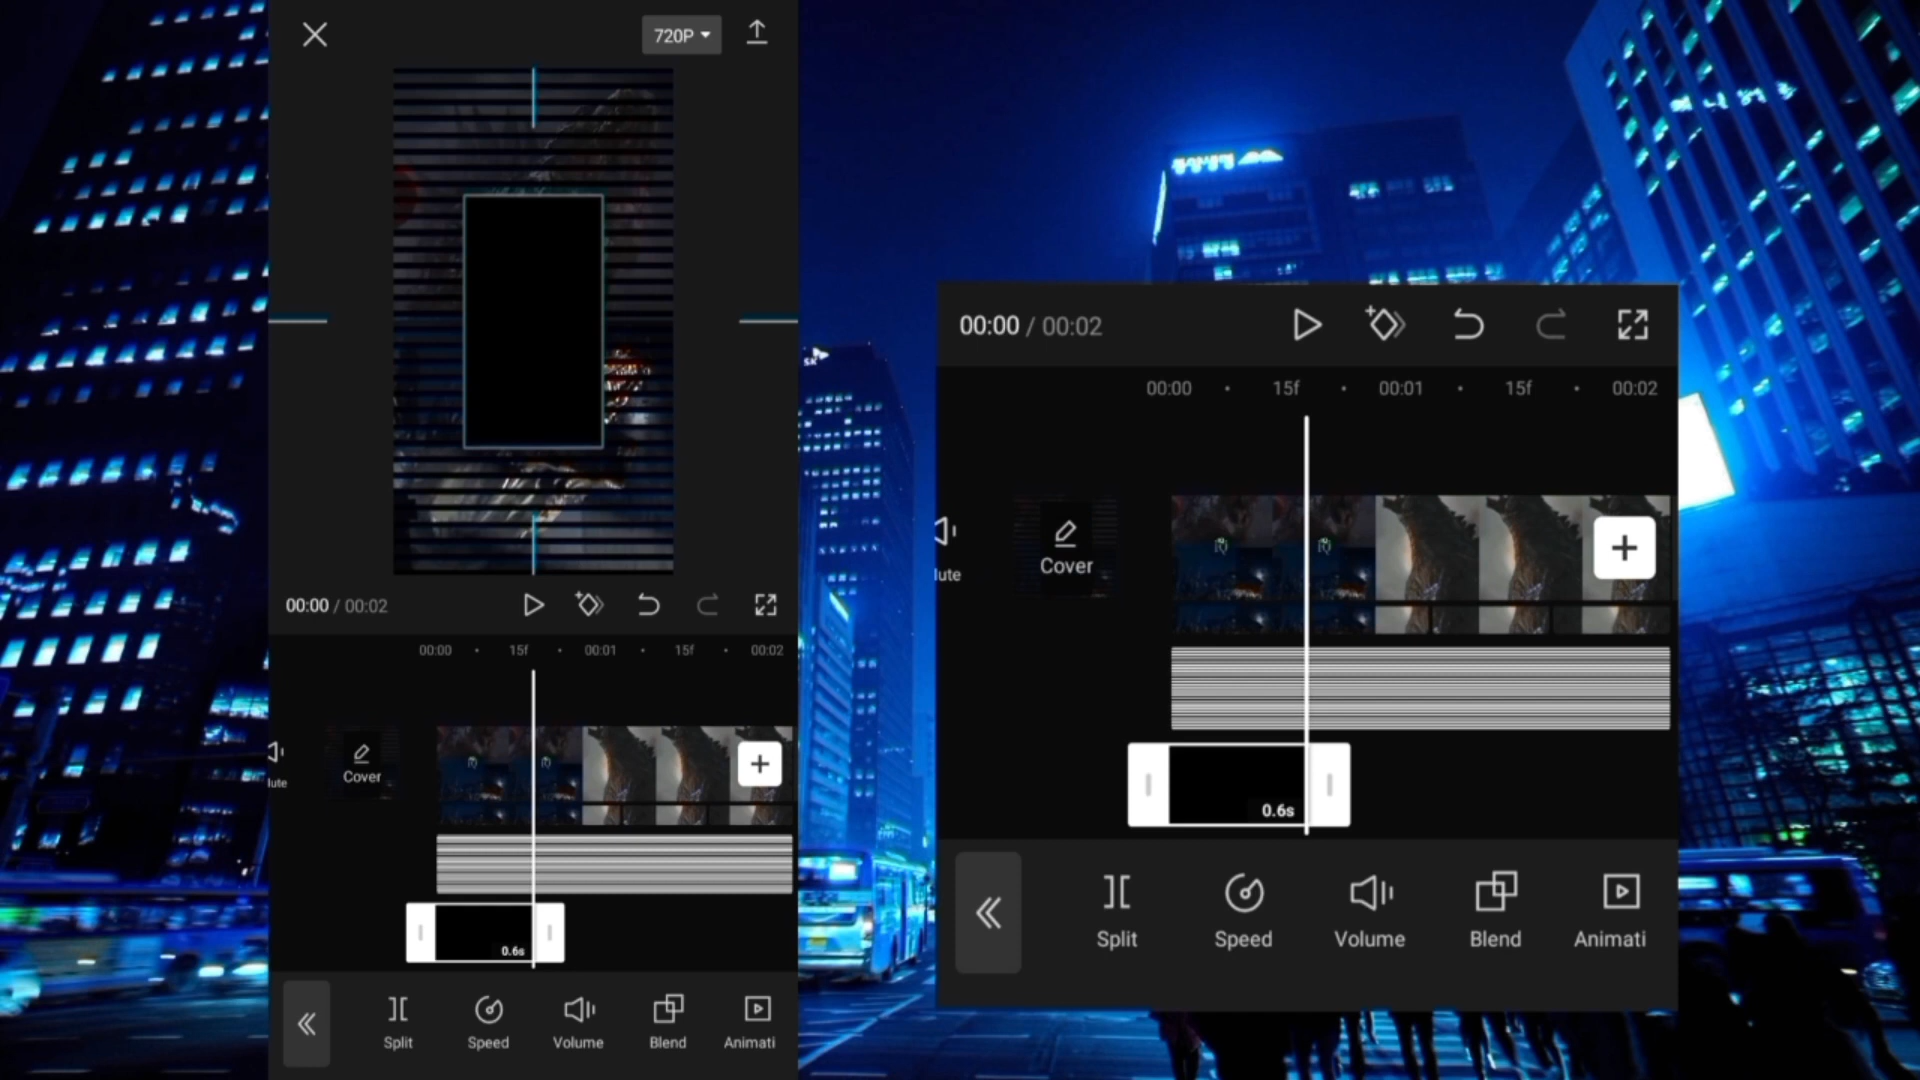 720P
00:00 / 00:02
00:00 15f 00:01 15f 00:02
lute
Cover
0.6s
Split Speed Volume Blend Animati
SK
00:00 / 00:02
00:00 15f 00:01 15f 00:02
lute
Cover
0.6s
Split Speed Volume Blend Animati